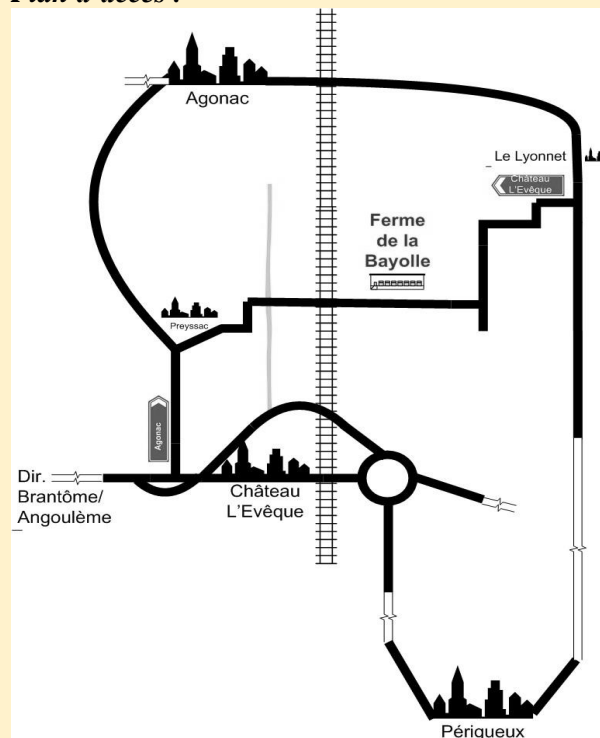 Plan d'accès :
Agonac
Le Lyonnet
Château
L'Evêque
Ferme
de la
Bayolle
Preyssac
Agonac
Dir.
Brantôme/
Angoulème
Château
L'Evêque
Périgueux